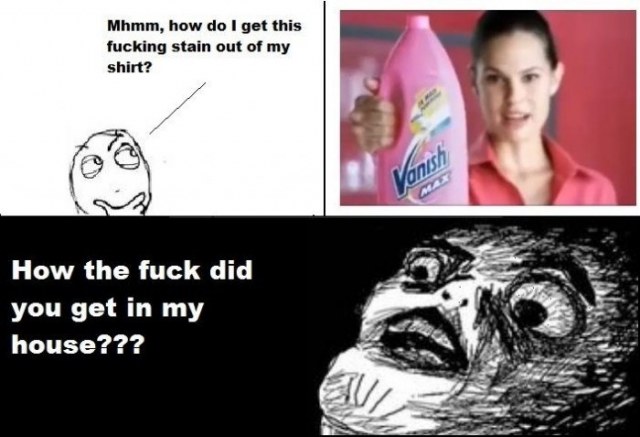 Mhmm, how do I get this
fucking stain out of my
shirt?
Vanish
MAX
How the fuck did
you get in my
house???